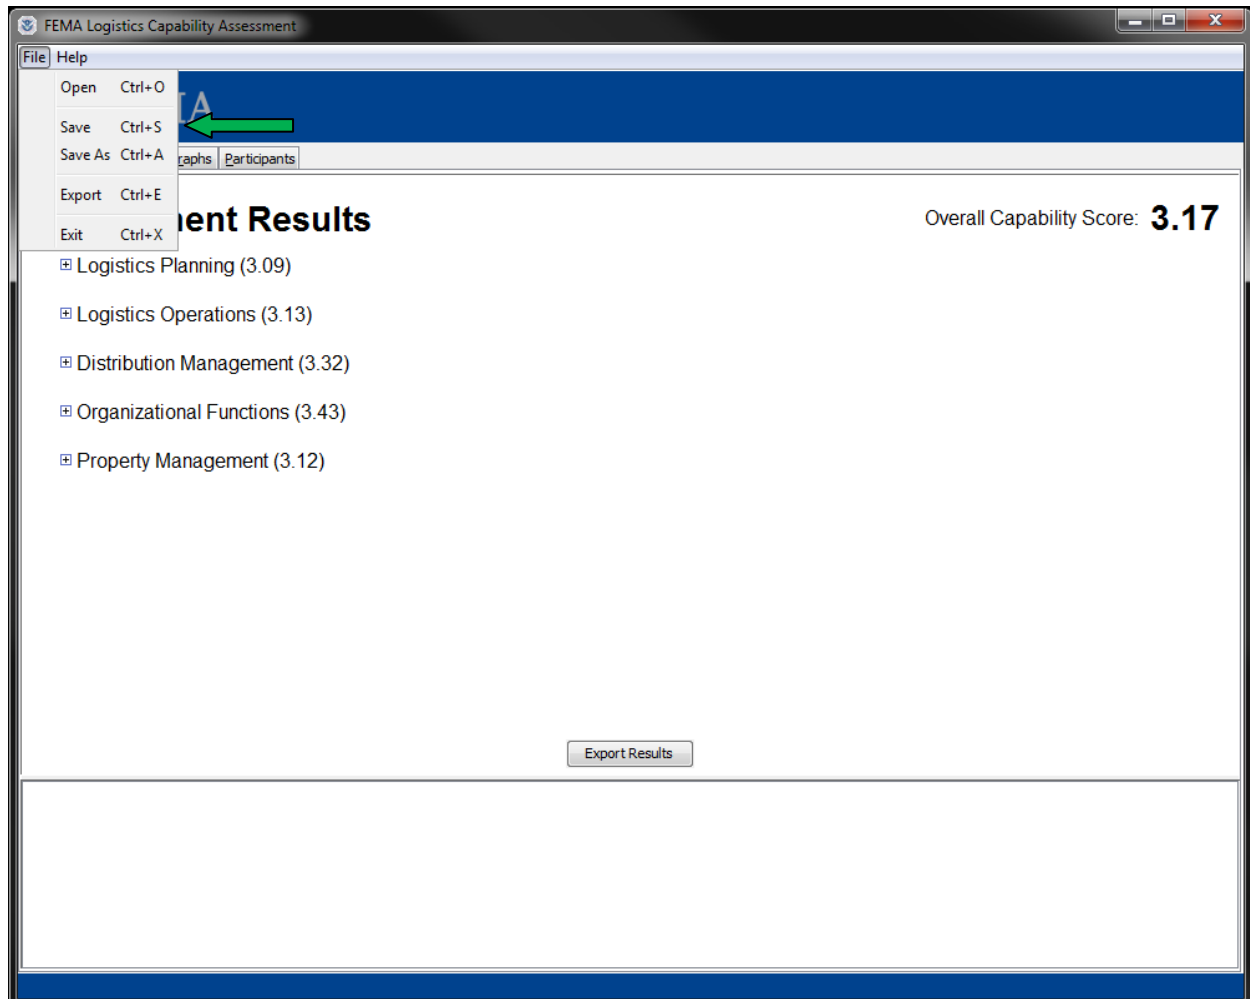 FEMA Logistics Capability Assessment
File Help
Open Ctrl+O
Save Ctrl+S
Save As Ctrl+A
Export Ctrl+E
Exit Ctrl+X
Participants
Results
Overall Capability Score: 3.17
Logistics Planning (3.09)
Logistics Operations (3.13)
Distribution Management (3.32)
Organizational Functions (3.43)
Property Management (3.12)
Export Results